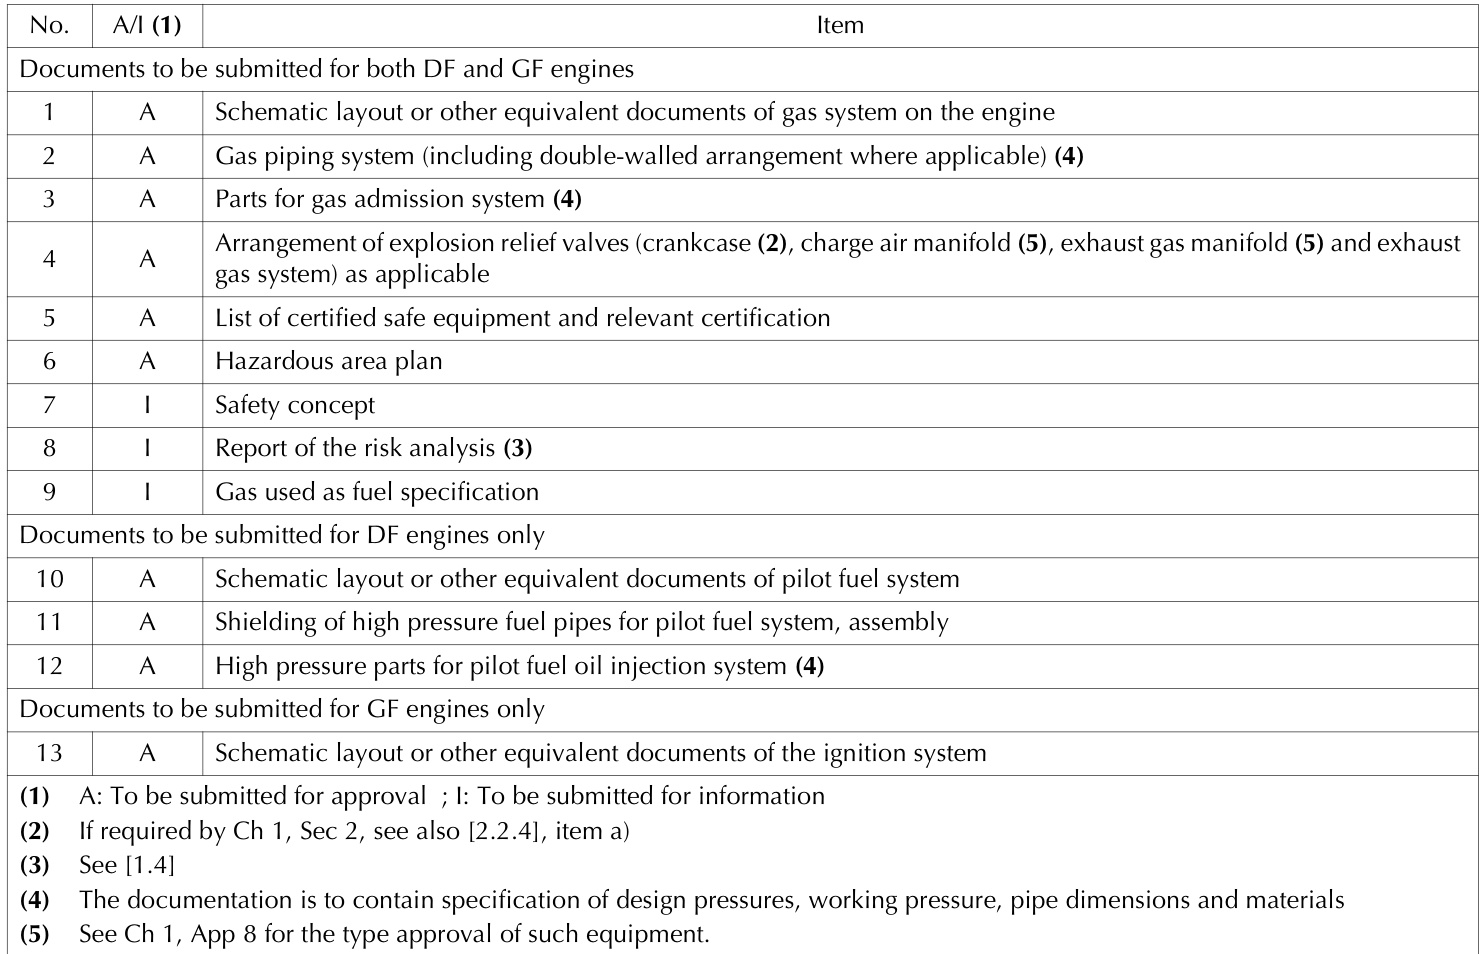 No. A/I (1) Item
Documents to be submitted for both DF and GF engines
1 A Schematic layout or other equivalent documents of gas system on the engine
2 A Gas piping system (including double-walled arrangement where applicable) (4)
3 A Parts for gas admission system (4)
4 A Arrangement of explosion relief valves (crankcase (2), charge air manifold (5), exhaust gas manifold (5) and exhaust
gas system) as applicable
5 A List of certified safe equipment and relevant certification
6 A Hazardous area plan
7 I Safety concept
8 I Report of the risk analysis (3)
9 I Gas used as fuel specification
Documents to be submitted for DF engines only
10 A Schematic layout or other equivalent documents of pilot fuel system
11 A Shielding of high pressure fuel pipes for pilot fuel system, assembly
12 A High pressure parts for pilot fuel oil injection system (4)
Documents to be submitted for GF engines only
13 A Schematic layout or other equivalent documents of the ignition system
(1) A: To be submitted for approval ; I: To be submitted for information
(2) If required by Ch 1, Sec 2, see also [2.2.4], item a)
(3) See [1.4]
(4) The documentation is to contain specification of design pressures, working pressure, pipe dimensions and materials
(5) See Ch 1, App 8 for the type approval of such equipment.